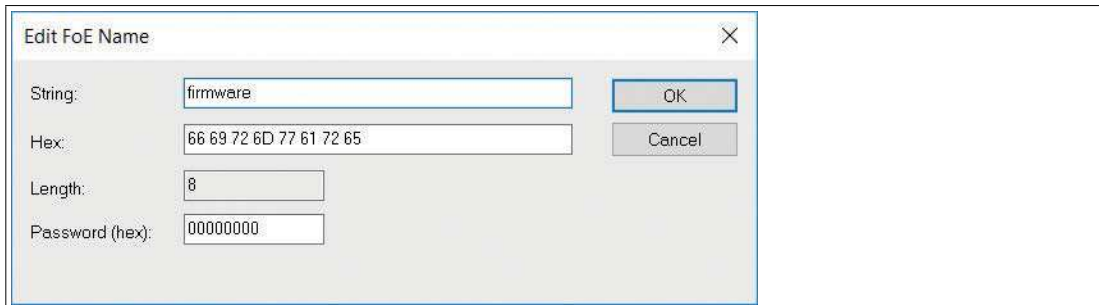 Edit FoE Name
String: firmware OK
Hex: 66 69 72 6D 77 61 72 65 Cancel
Length: 8
Password (hex): 00000000